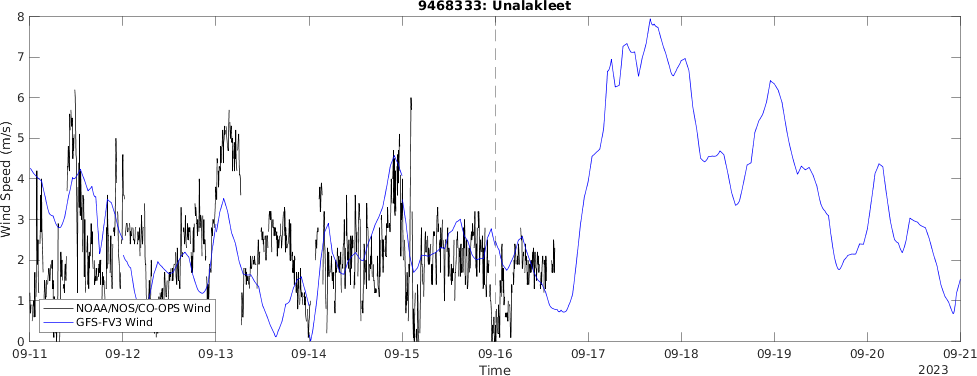 9468333: Unalakleet
8
7
6
5
4
3
2
1
0
Wind Speed (m/s)
NOAA/NOS/CO-OPS Wind
GFS-FV3 Wind
09-11 09-12 09-13 09-14 09-15 09-16 09-17 09-18 09-19 09-20 09-21
Time
2023